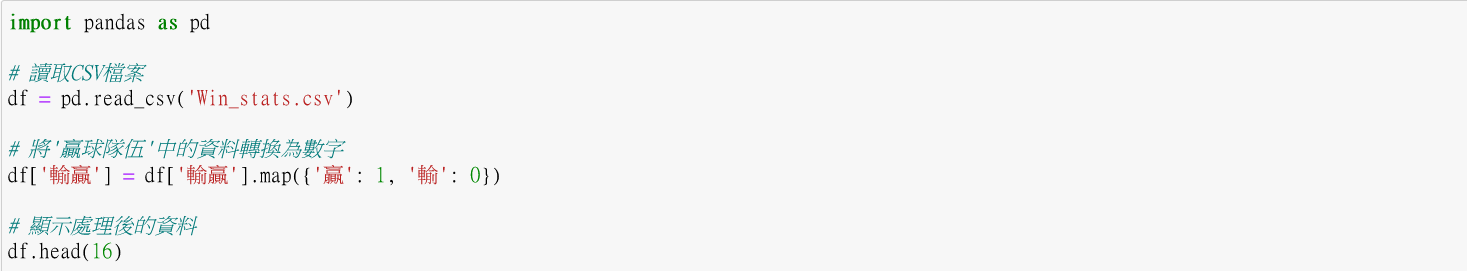 import pandas as pd
# 讀取CSV檔案
df = pd.read_csv('Win_stats.csv')
# 將'贏球隊伍'中的資料轉換為數字
df['輸贏'] = df['輸贏'].map({'贏': 1, '輸': 0})
# 顯示處理後的資料
df.head(16)